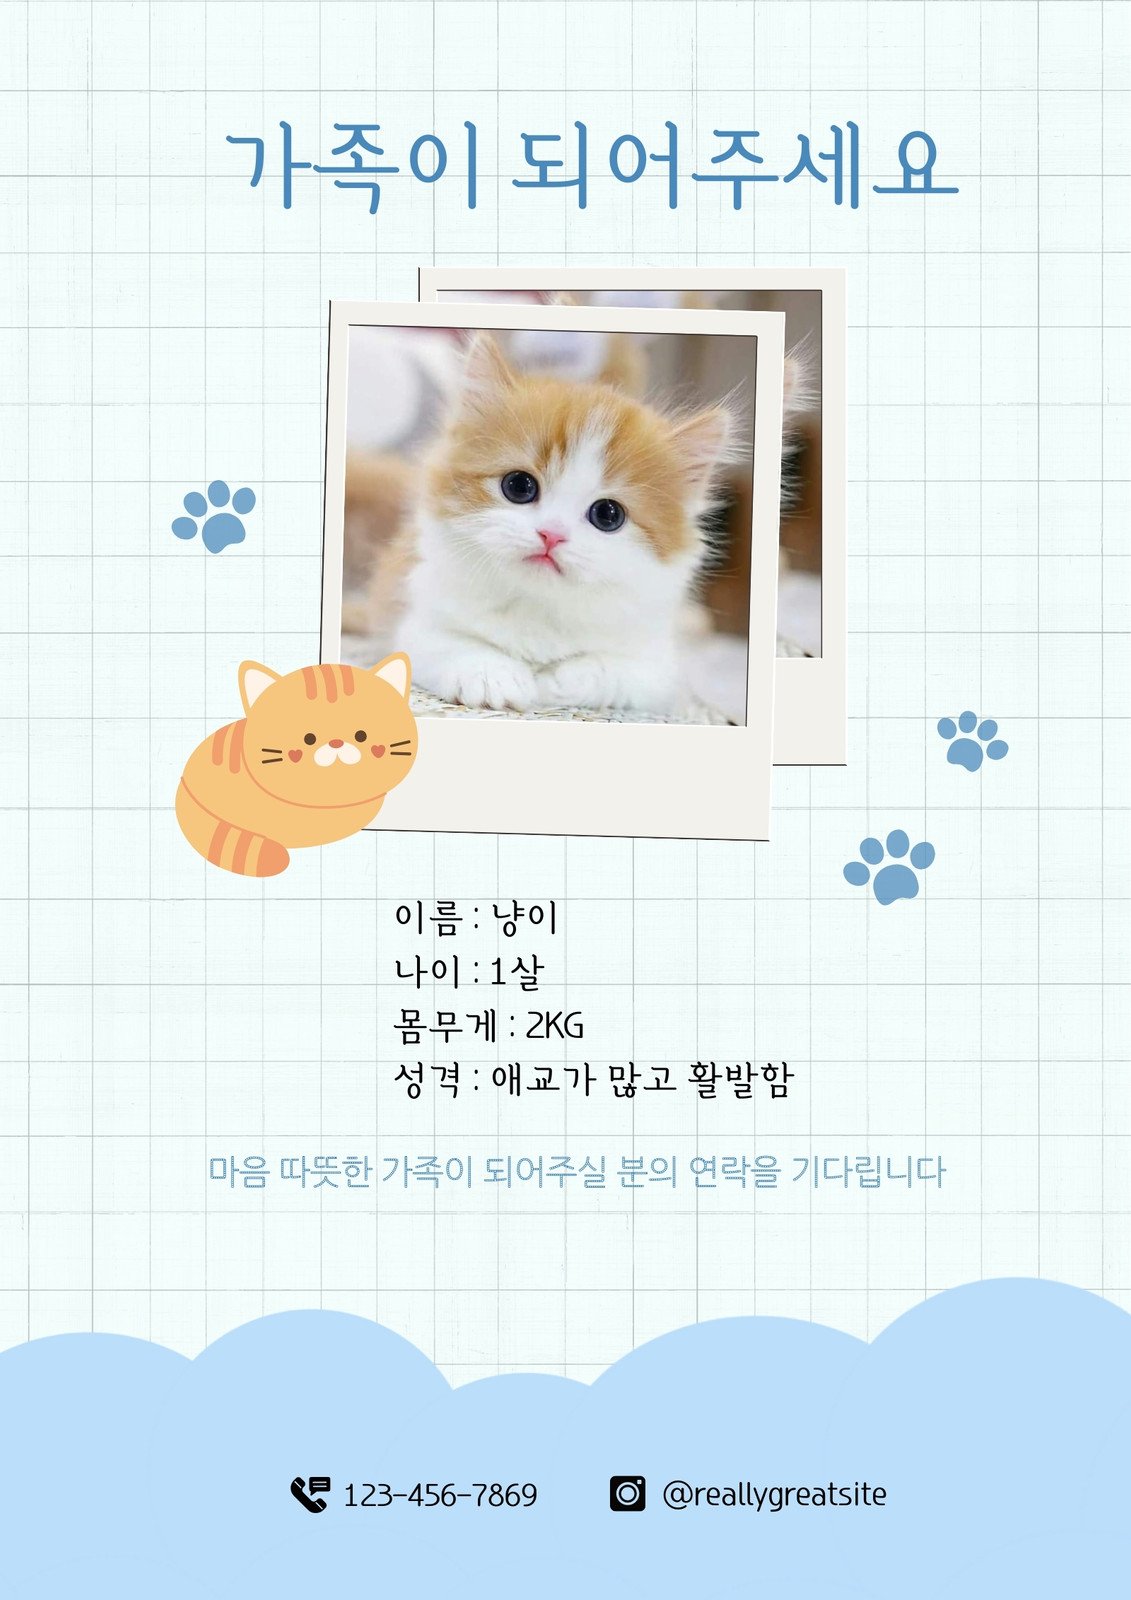 가족이 되어주세요
이름 : 냥이
나이 : 1살
몸무게 : 2KG
성격 : 애교가 많고 활발함
마음 따뜻한 가족이 되어주실 분의 연락을 기다립니다
123-456-7869
@reallygreatsite